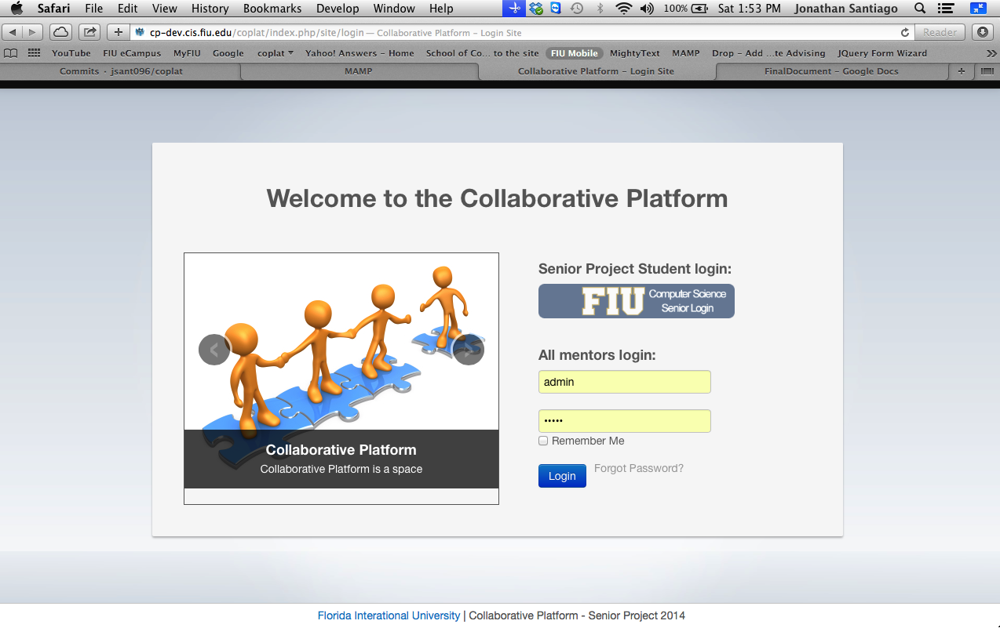 Safari File Edit View History Bookmarks Develop Window Help 100% Sat 1:53 PM Jonathan Santiago
cp-dev.cis.fiu.edu/coplat/index.php/site/login — Collaborative Platform – Login Site Reader
YouTube FIU eCampus MyFIU Google coplat Yahoo! Answers – Home School of Co... to the site FIU Mobile MightyText MAMP Drop – Add ...te Advising JQuery Form Wizard
Commits · jsant096/coplat MAMP Collaborative Platform – Login Site FinalDocument – Google Docs
Welcome to the Collaborative Platform
Collaborative Platform
Collaborative Platform is a space
Senior Project Student login:
FIU Computer Science
Senior Login
All mentors login:
admin
•••••
Remember Me
Login Forgot Password?
Florida Interational University | Collaborative Platform - Senior Project 2014